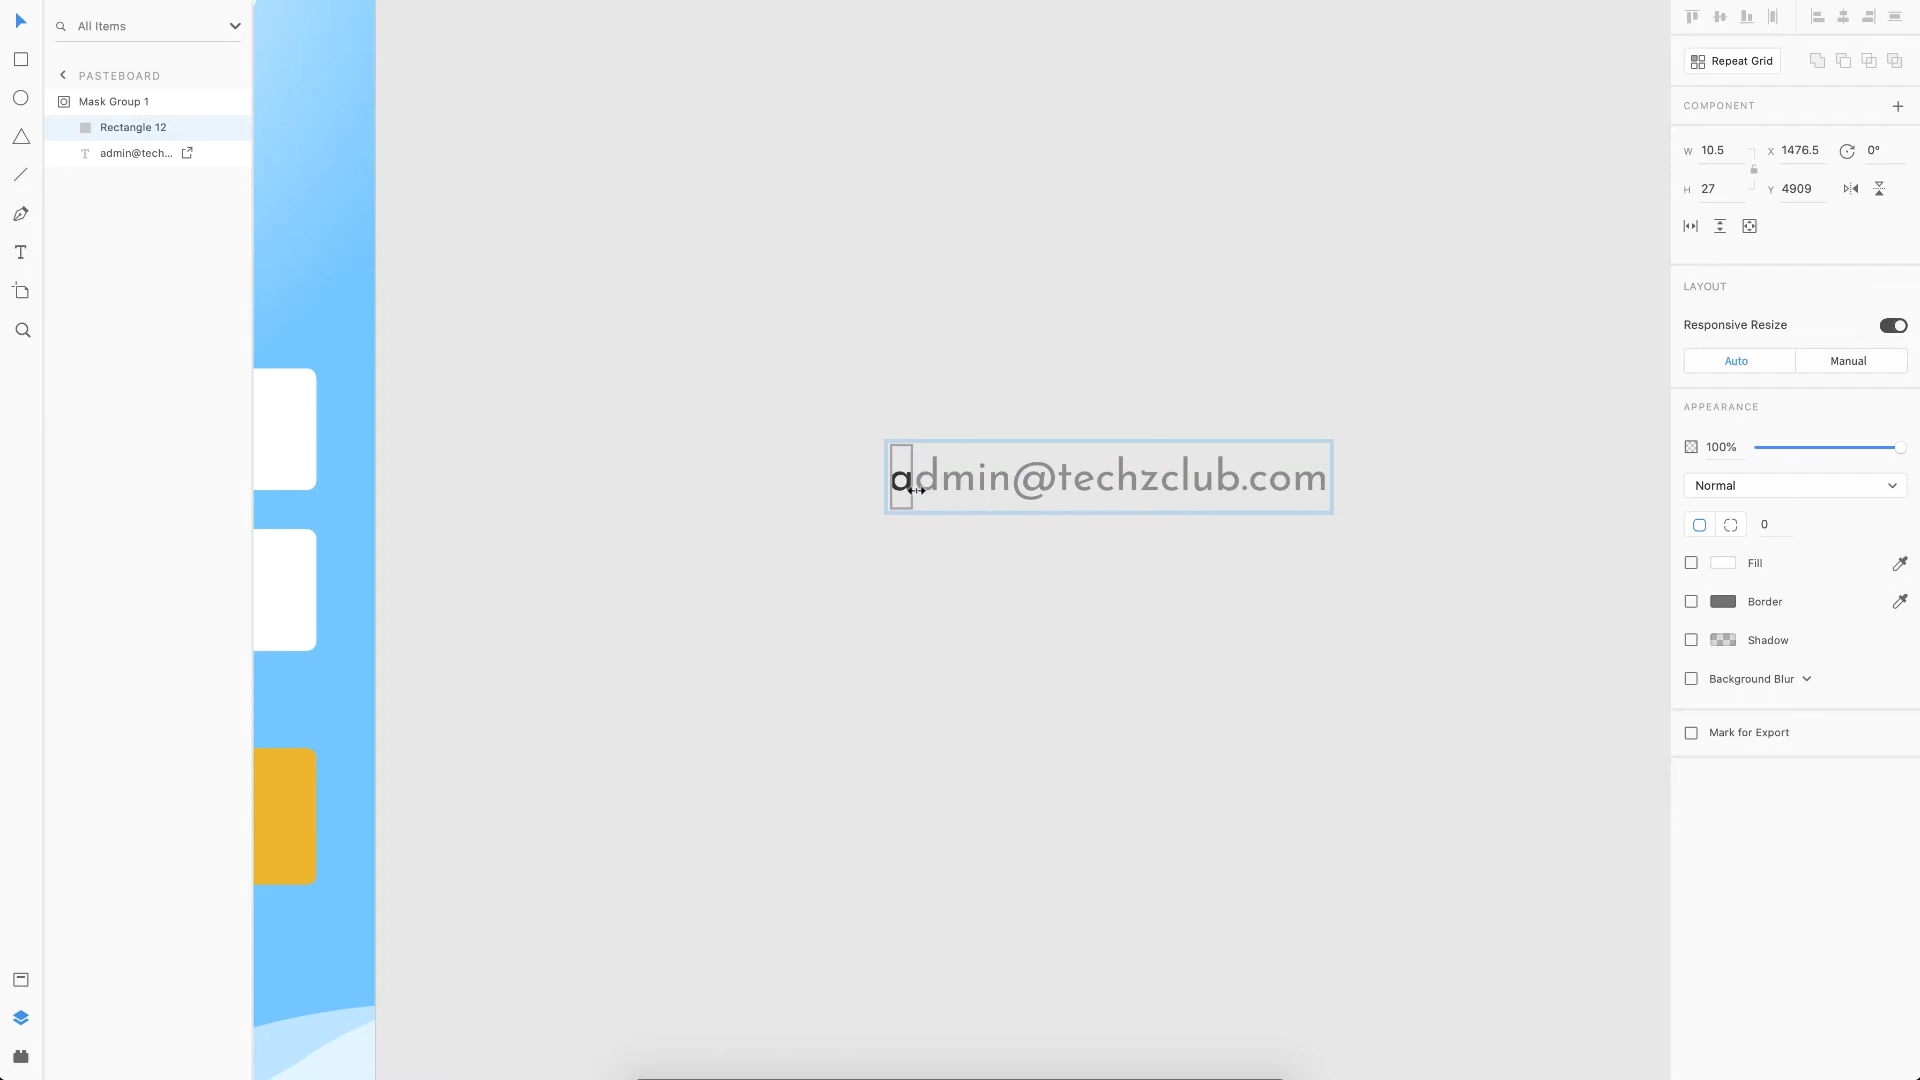 All Items
PASTEBOARD
Mask Group 1
Rectangle 12
admin@tech...
admin@techzclub.com
Repeat Grid
COMPONENT
W 10.5 X 1476.5 0°
H 27 Y 4909
LAYOUT
Responsive Resize
Auto Manual
APPEARANCE
100%
Normal
0
Fill
Border
Shadow
Background Blur
Mark for Export